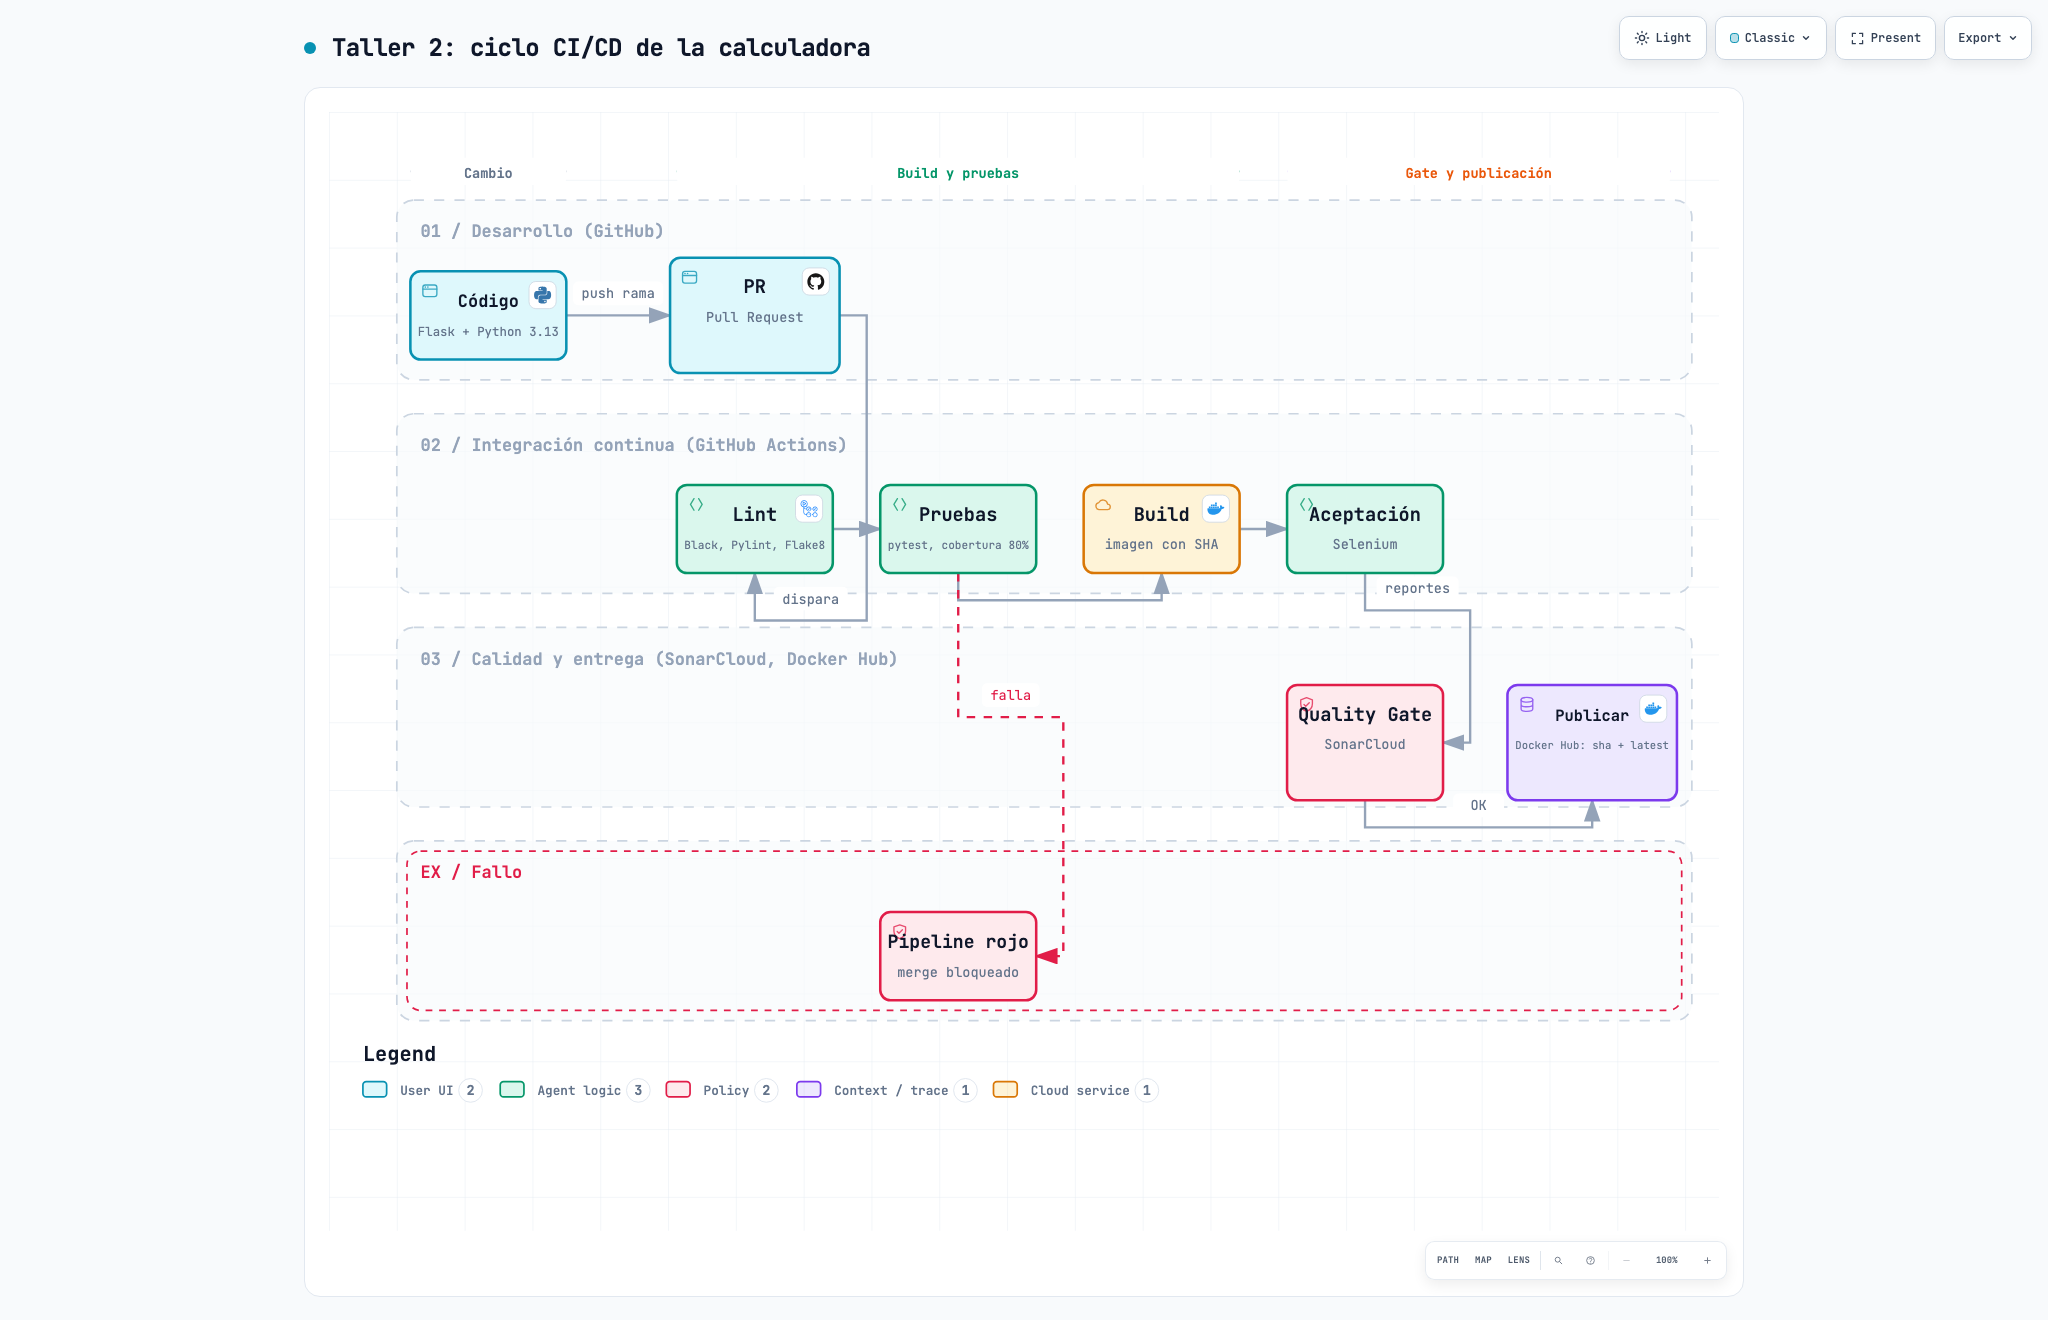 Taller 2: ciclo CI/CD de la calculadora
Light
Classic
Present
Export
Cambio
Build y pruebas
Gate y publicación
01 / Desarrollo (GitHub)
Código
Flask + Python 3.13
push rama
PR
Pull Request
02 / Integración continua (GitHub Actions)
Lint
Black, Pylint, Flake8
Pruebas
pytest, cobertura 80%
Build
imagen con SHA
Aceptación
Selenium
dispara
reportes
03 / Calidad y entrega (SonarCloud, Docker Hub)
falla
Quality Gate
SonarCloud
Publicar
Docker Hub: sha + latest
OK
EX / Fallo
Pipeline rojo
merge bloqueado
Legend
User UI 2
Agent logic 3
Policy 2
Context / trace 1
Cloud service 1
PATH
MAP
LENS
100%